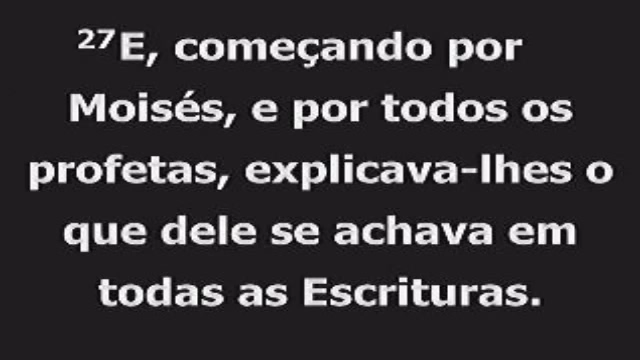 ²⁷E, começando por
Moisés, e por todos os
profetas, explicava-lhes o
que dele se achava em
todas as Escrituras.